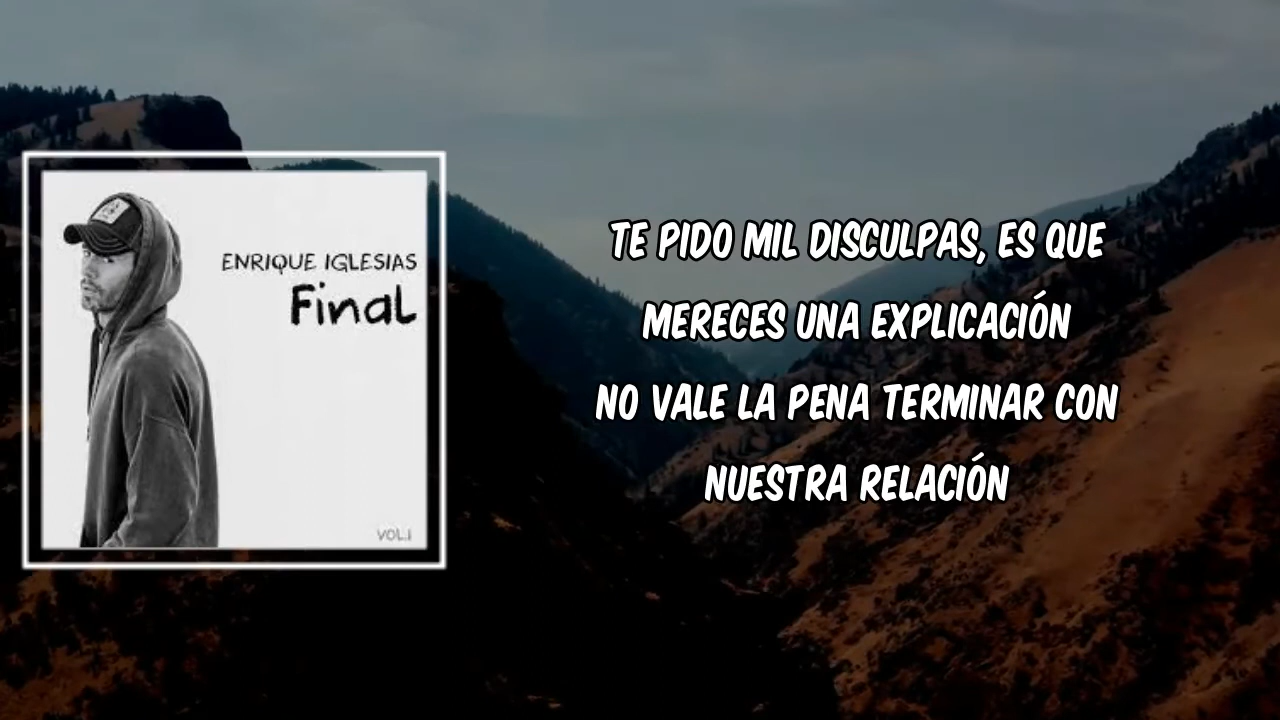 ENRIQUE IGLESIAS
Final
VOL.1
TE PIDO MIL DISCULPAS, ES QUE
MERECES UNA EXPLICACIÓN
NO VALE LA PENA TERMINAR CON
NUESTRA RELACIÓN